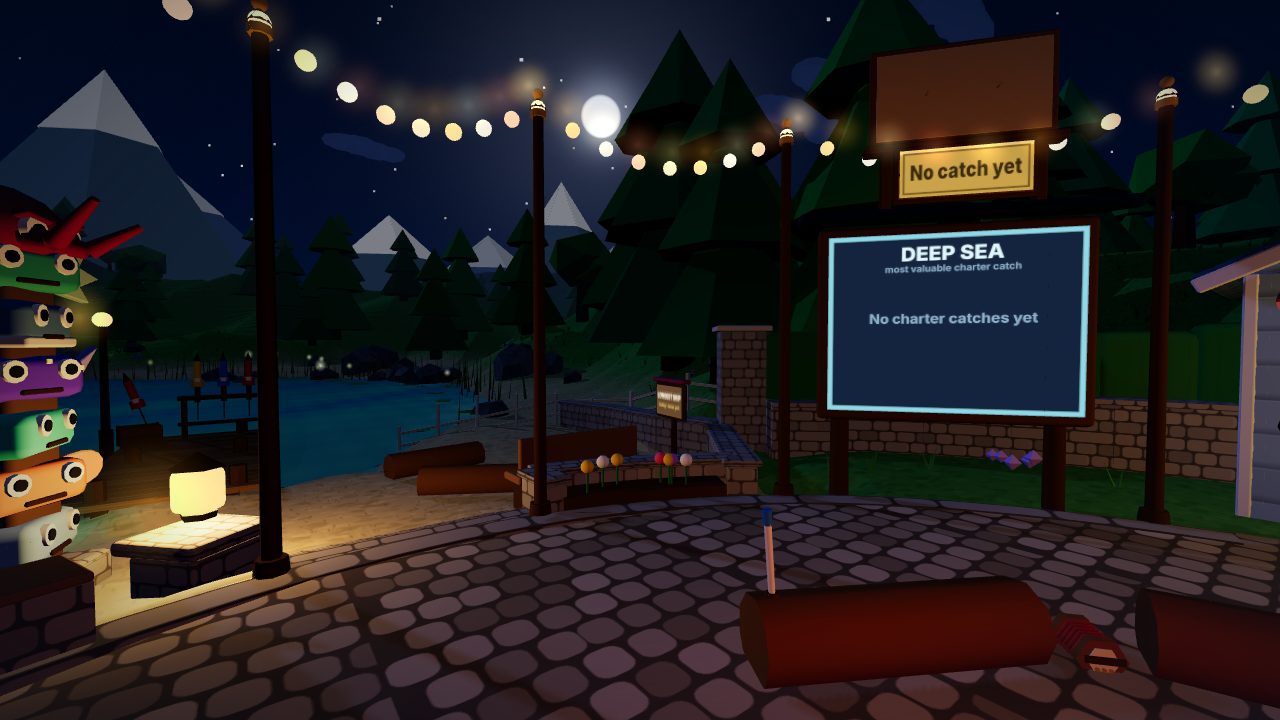 No catch yet
DEEP SEA
most valuable charter catch
No charter catches yet